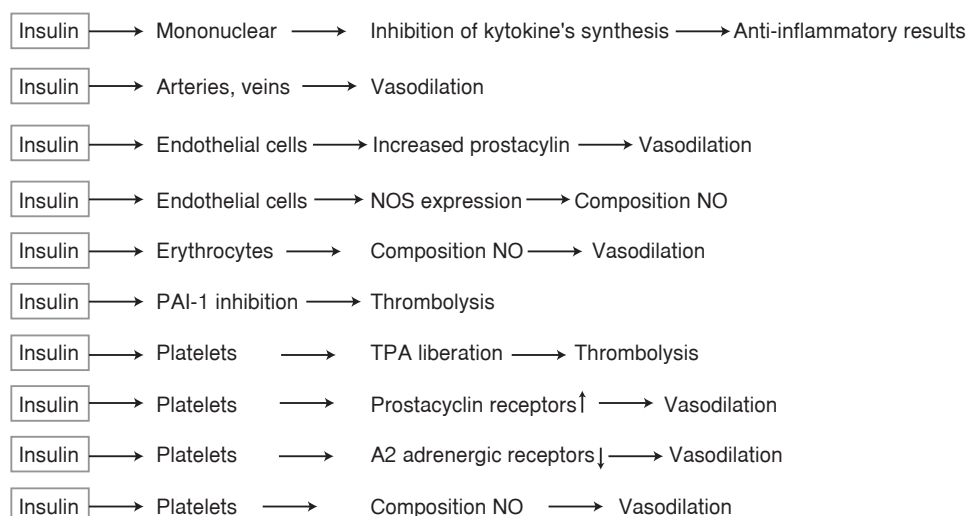 Insulin Mononuclear Inhibition of kytokine's synthesis Anti-inflammatory results
Insulin Arteries, veins Vasodilation
Insulin Endothelial cells Increased prostacylin Vasodilation
Insulin Endothelial cells NOS expression Composition NO
Insulin Erythrocytes Composition NO Vasodilation
Insulin PAI-1 inhibition Thrombolysis
Insulin Platelets TPA liberation Thrombolysis
Insulin Platelets Prostacyclin receptors↑ Vasodilation
Insulin Platelets A2 adrenergic receptors↓ Vasodilation
Insulin Platelets Composition NO Vasodilation